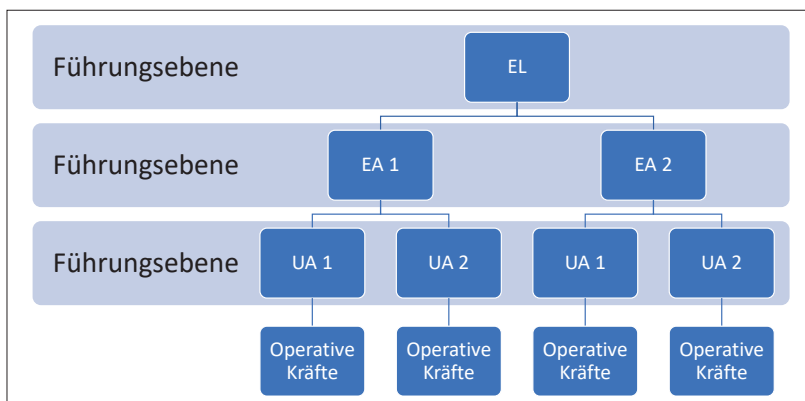 Führungsebene
EL
Führungsebene
EA 1
EA 2
Führungsebene
UA 1
UA 2
UA 1
UA 2
Operative
Kräfte
Operative
Kräfte
Operative
Kräfte
Operative
Kräfte